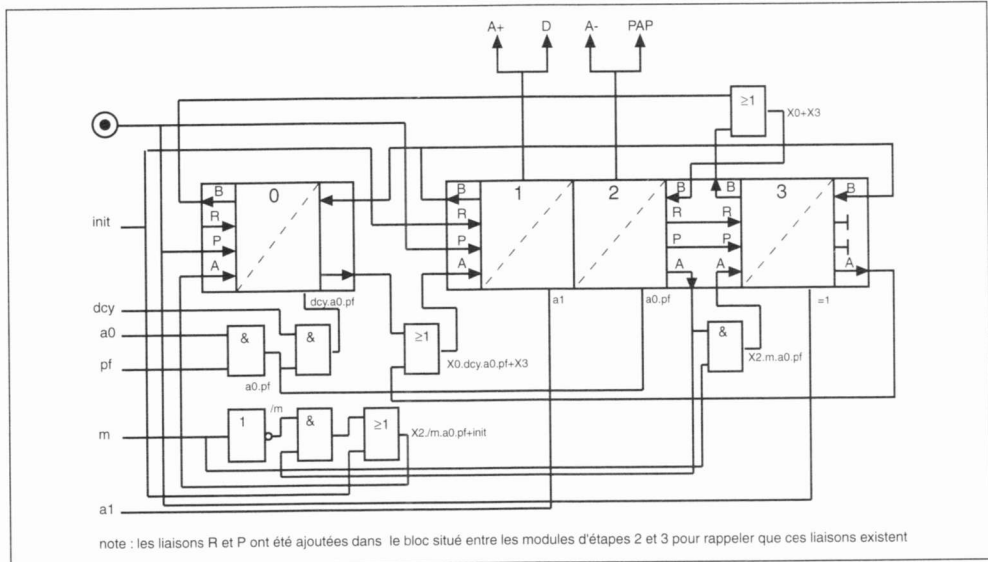 A+ D A- PAP
≥1
X0+X3
B 0
R
P
A
B 1 2 B B 3 B
R R R
P P P
A A A A
init
dcy.a0.pf
a1
a0.pf
=1
dcy
a0
& & ≥1 &
pf
X0.dcy.a0.pf+X3
X2.m.a0.pf
a0.pf
/m
1 & ≥1
m
X2./m.a0.pf+init
a1
note : les liaisons R et P ont été ajoutées dans le bloc situé entre les modules d'étapes 2 et 3 pour rappeler que ces liaisons existent